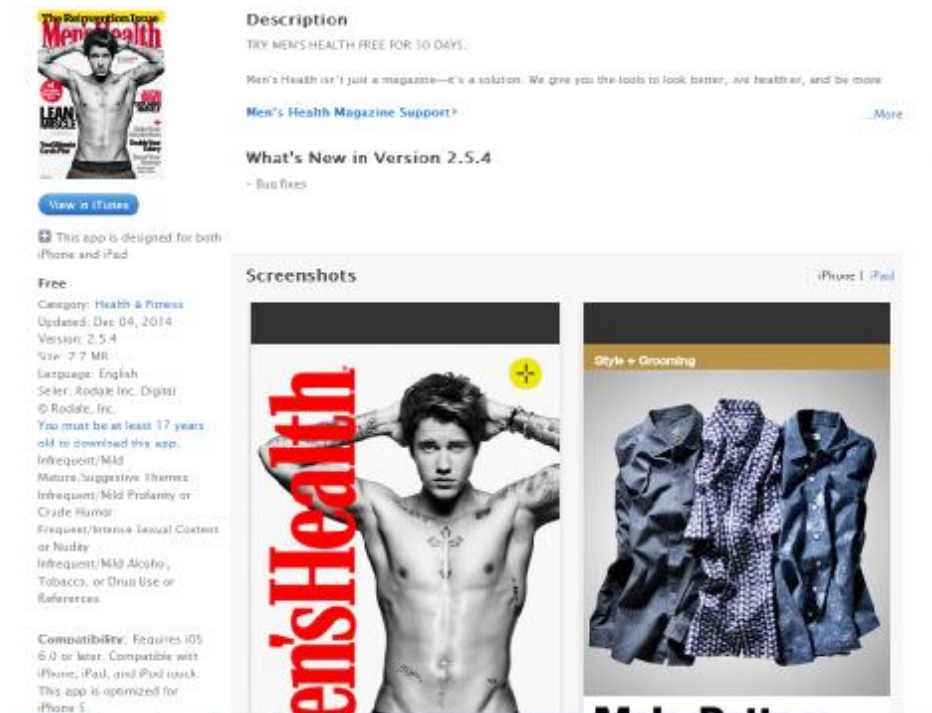 The Reinvention Issue
Men's Health
LEAN
MUSCLE
View in iTunes
This app is designed for both
iPhone and iPad
Free
Category: Health & Fitness
Updated: Dec 04, 2014
Version: 2.5.4
Size: 7.7 MB
Language: English
Seller: Rodale Inc. Digital
© Rodale, Inc.
You must be at least 17 years
old to download this app.
Infrequent/Mild
Mature/Suggestive Themes
Infrequent/Mild Profanity or
Crude Humor
Frequent/Intense Sexual Content
or Nudity
Infrequent/Mild Alcohol,
Tobacco, or Drug Use or
References
Compatibility: Requires iOS
6.0 or later. Compatible with
iPhone, iPad, and iPod touch.
This app is optimized for
iPhone 5.
Description
TRY MEN'S HEALTH FREE FOR 30 DAYS.
Men's Health isn't just a magazine—it's a solution. We give you the tools to look better, live healthier, and be more
Men's Health Magazine Support>
...More
What's New in Version 2.5.4
- Bug fixes
Screenshots
iPhone | iPad
Men'sHealth
Style + Grooming